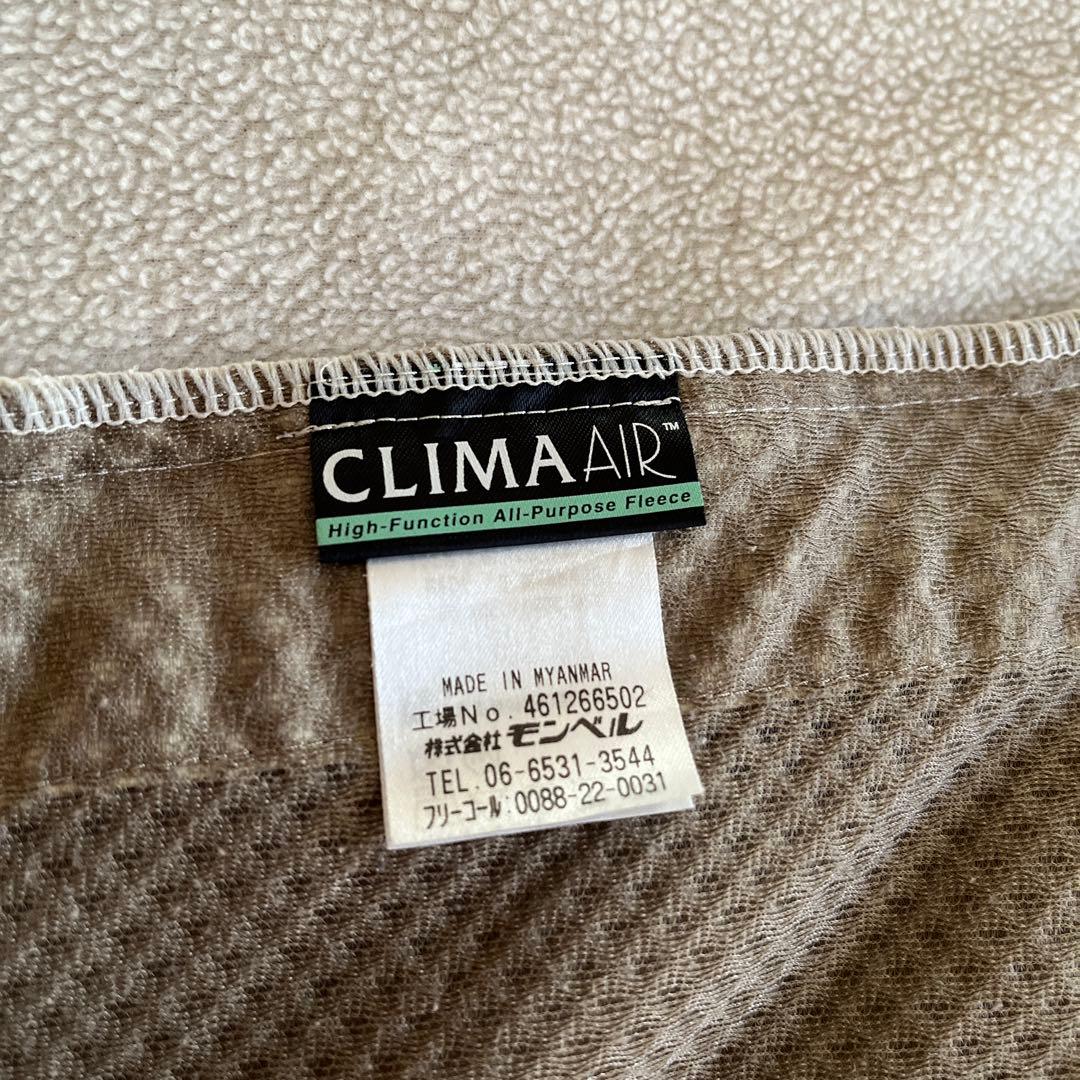 CLIMAAIR™
High-Function All-Purpose Fleece
MADE IN MYANMAR
工場No.461266502
株式会社モンベル
TEL.06-6531-3544
フリーコール:0088-22-0031